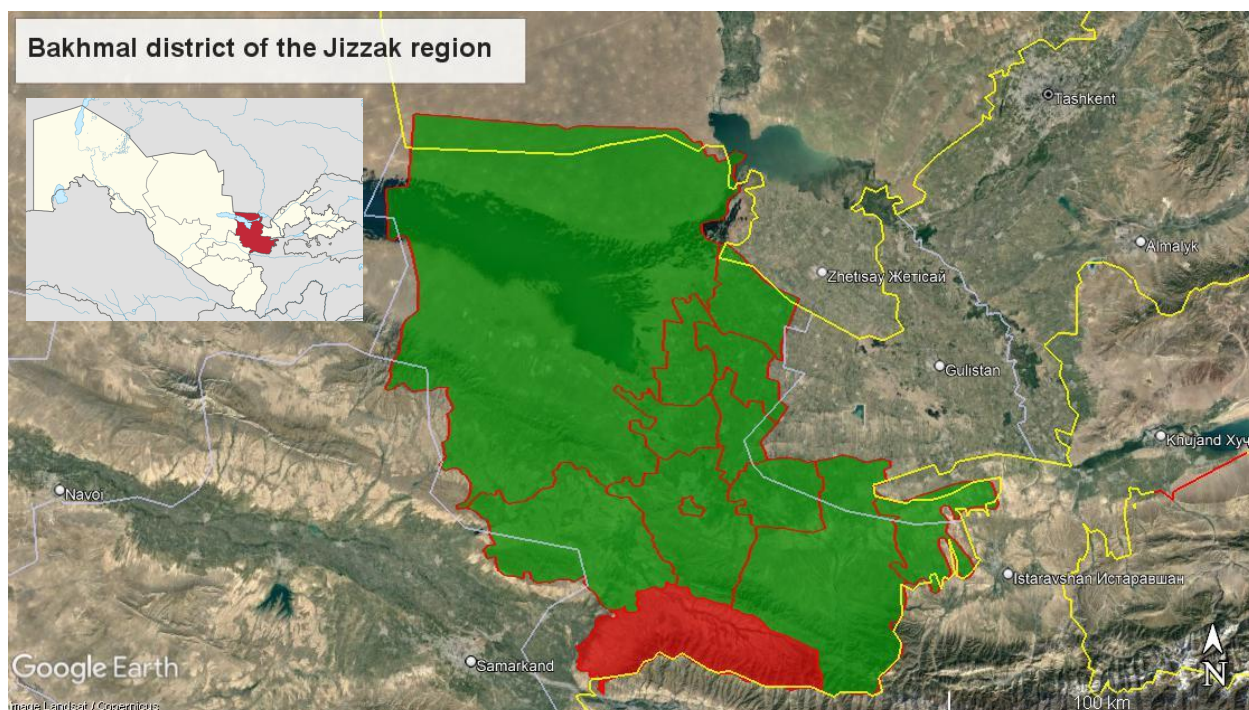 Bakhmal district of the Jizzak region
Tashkent
Almalyk
Zhetisay Жетісай
Gulistan
Khujand Хуҷ
Navoi
Istaravshan Истаравшан
Samarkand
N
Google Earth
100 km
mage Landsat / Copernicus